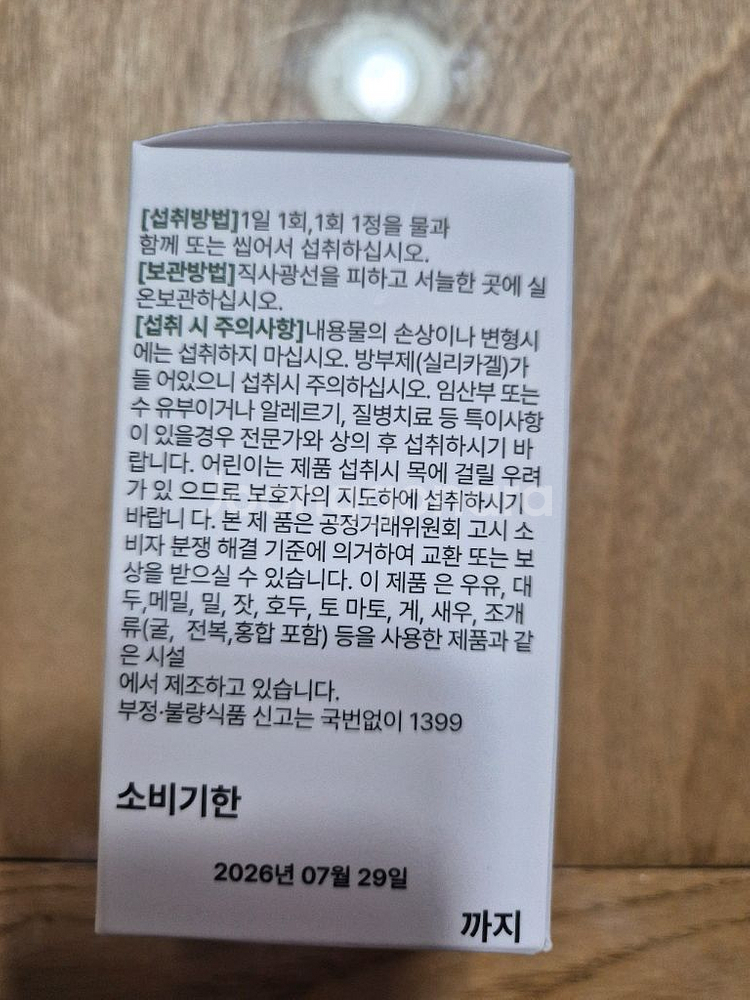 [섭취방법]1일 1회,1회 1정을 물과
함께 또는 씹어서 섭취하십시오.
[보관방법]직사광선을 피하고 서늘한 곳에 실
온보관하십시오.
[섭취 시 주의사항]내용물의 손상이나 변형시
에는 섭취하지 마십시오. 방부제(실리카겔)가
들 어있으니 섭취시 주의하십시오. 임산부 또는
수 유부이거나 알레르기, 질병치료 등 특이사항
이 있을경우 전문가와 상의 후 섭취하시기 바
랍니다. 어린이는 제품 섭취시 목에 걸릴 우려
가 있 으므로 보호자의 지도하에 섭취하시기
바랍니 다. 본 제 품은 공정거래위원회 고시 소
비자 분쟁 해결 기준에 의거하여 교환 또는 보
상을 받으실 수 있습니다. 이 제품 은 우유, 대
두,메밀, 밀, 잣, 호두, 토 마토, 게, 새우, 조개
류(굴, 전복,홍합 포함) 등을 사용한 제품과 같
은 시설
에서 제조하고 있습니다.
부정·불량식품 신고는 국번없이 1399
소비기한
2026년 07월 29일
까지